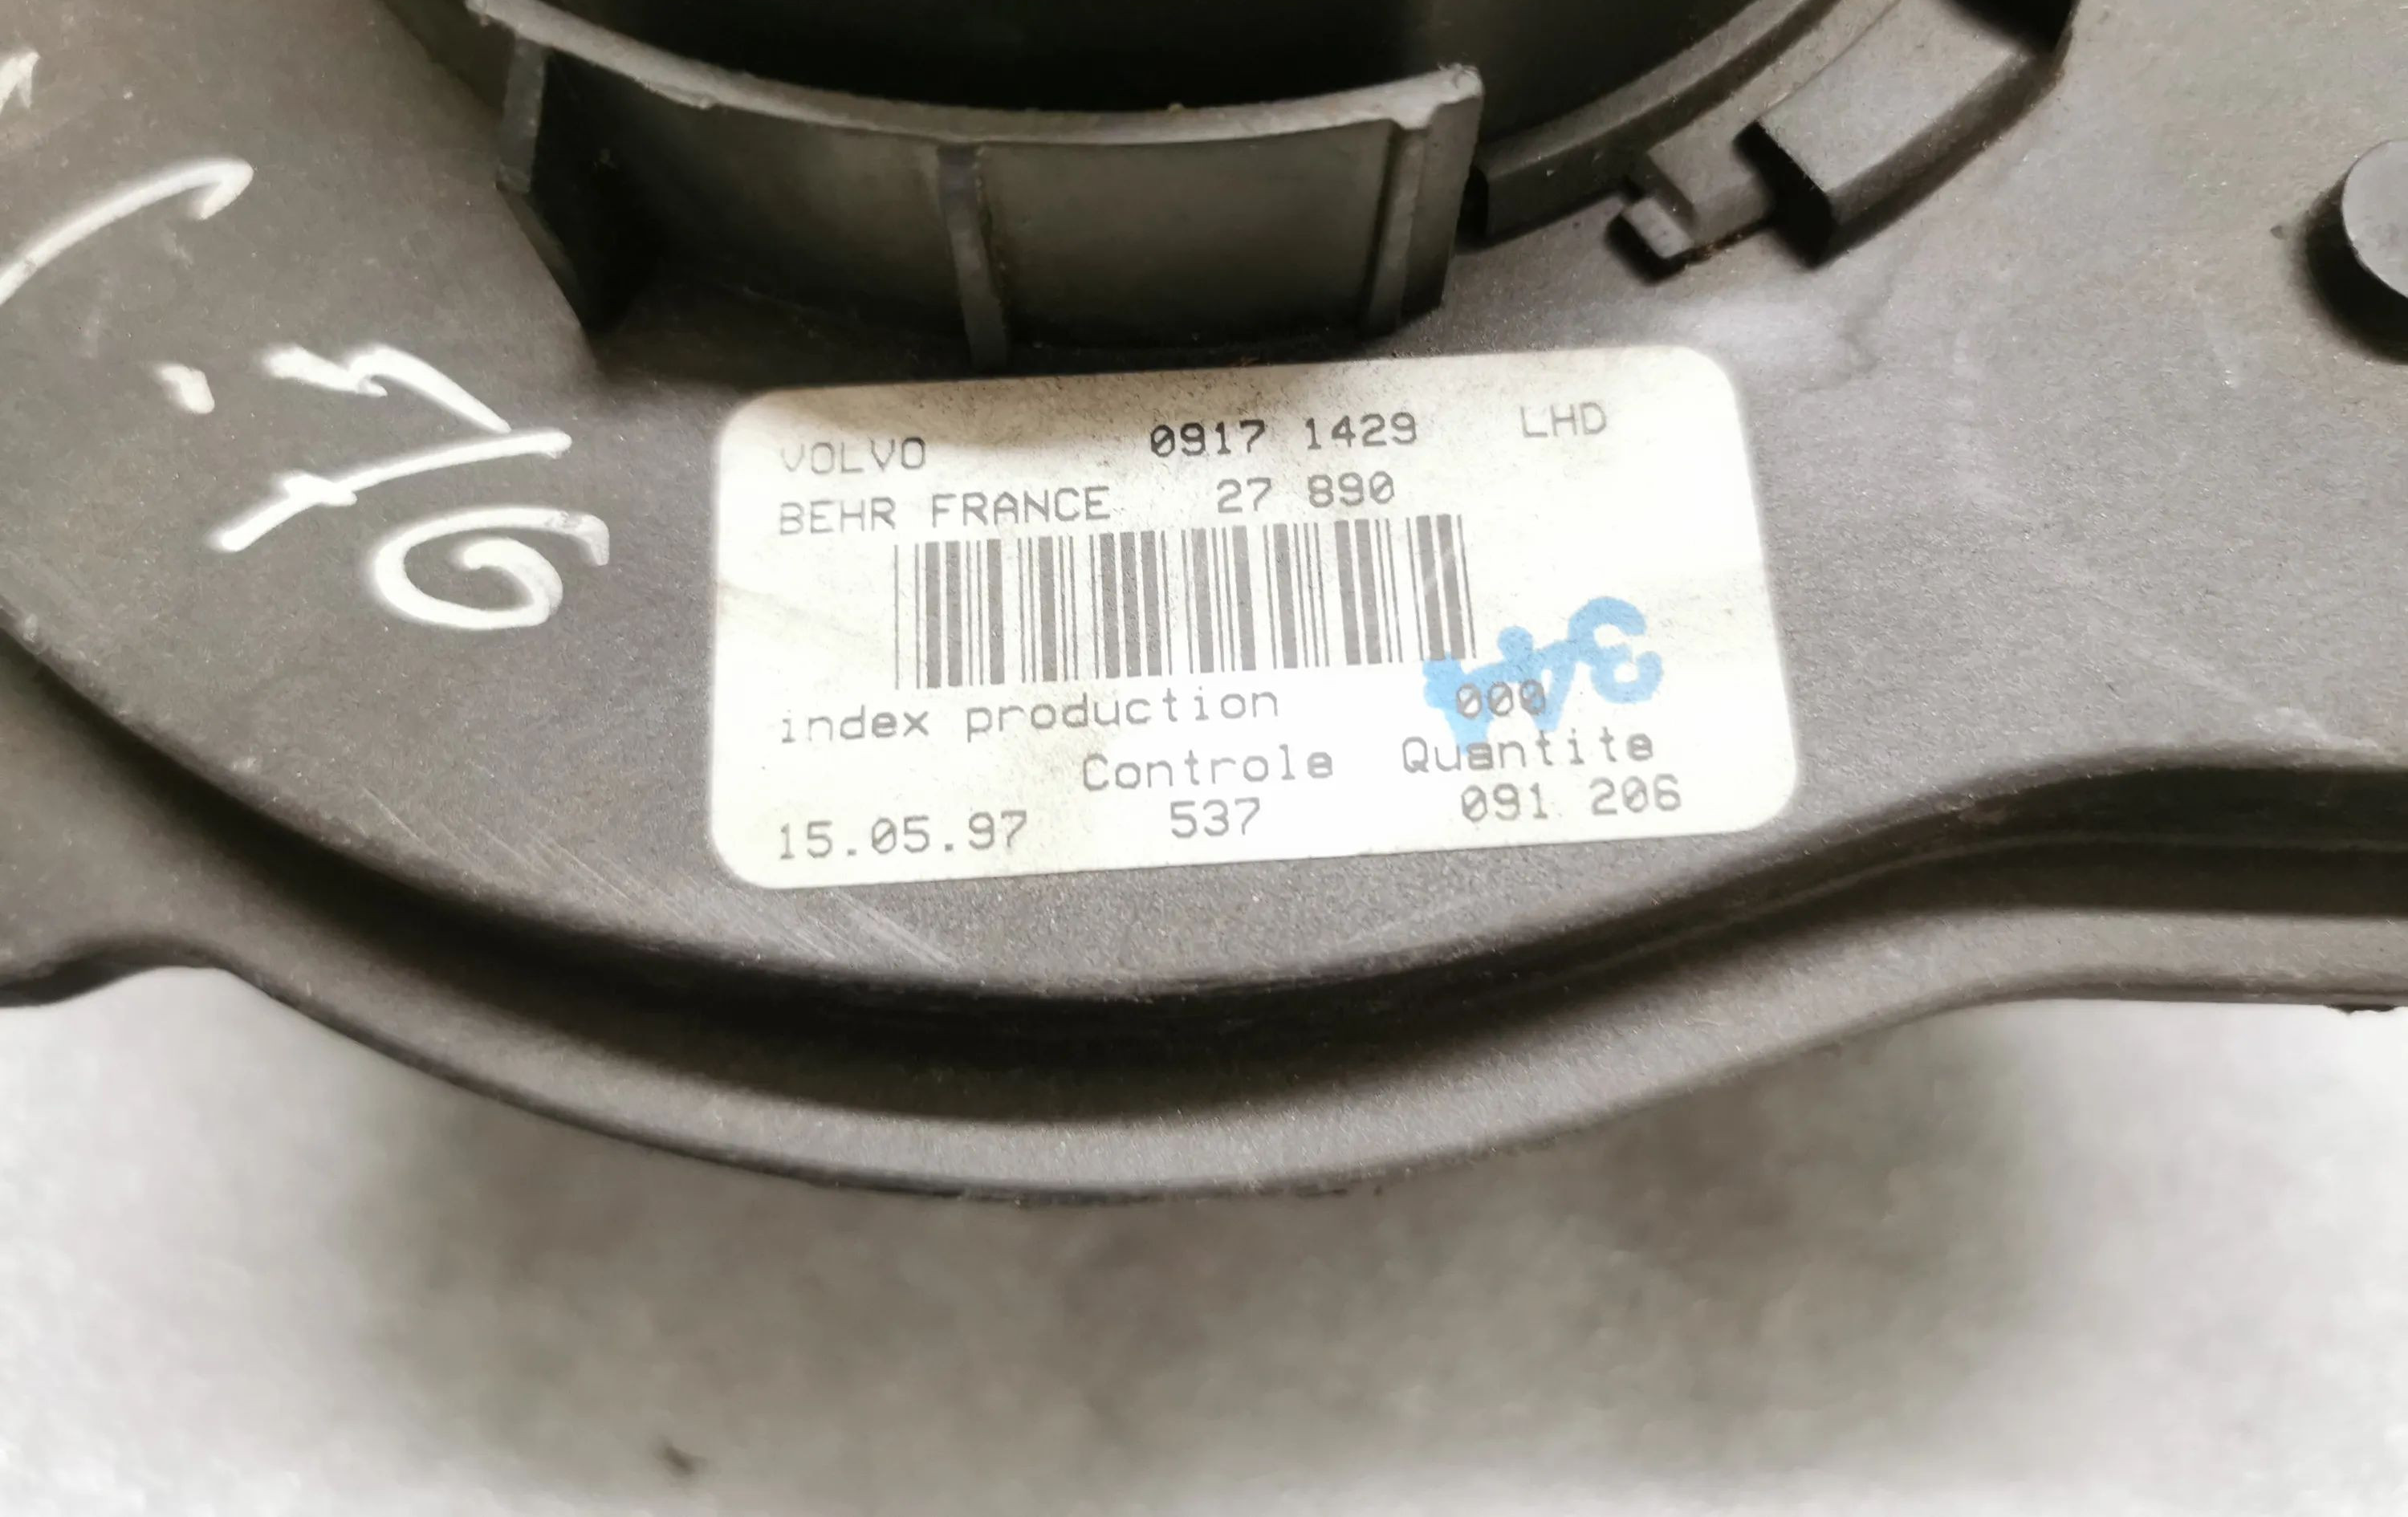 VOLVO 0917 1429 LHD
BEHR FRANCE 27 890
index production 000
Controle Quantite
15.05.97 537 091 206